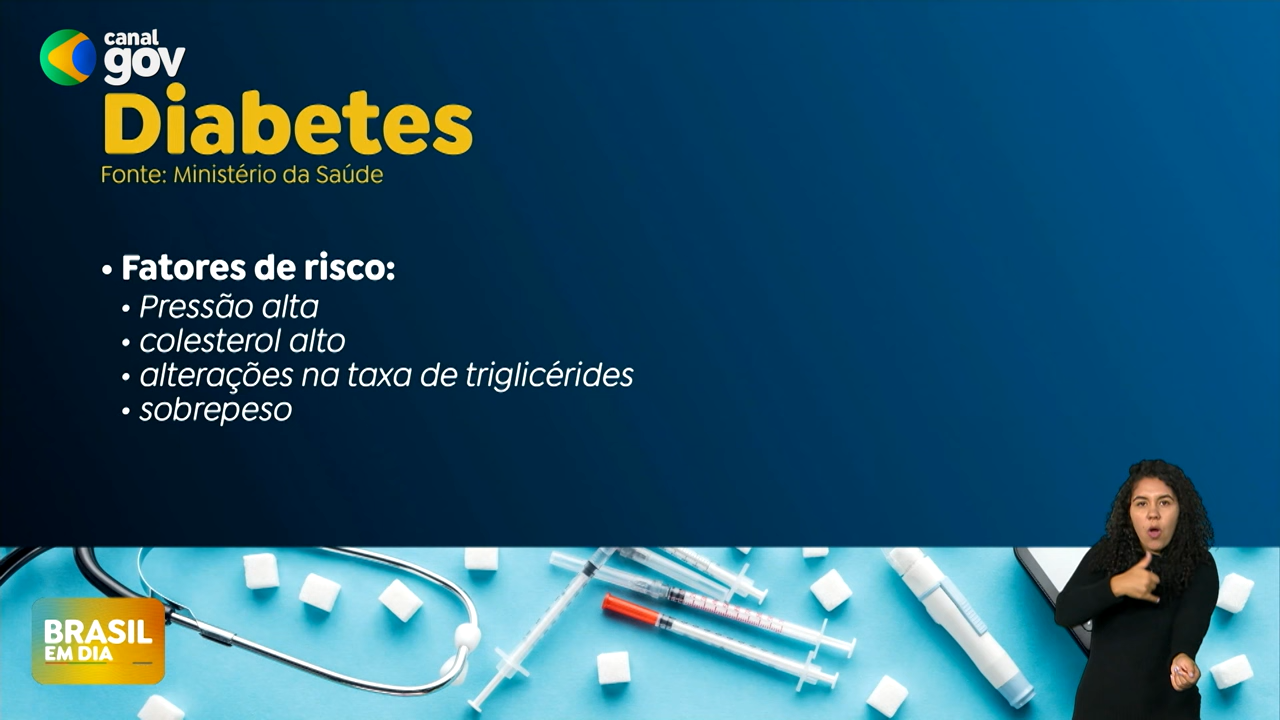 canal
gov
Diabetes
Fonte: Ministério da Saúde
• Fatores de risco:
• Pressão alta
• colesterol alto
• alterações na taxa de triglicérides
• sobrepeso
BRASIL
EM DIA